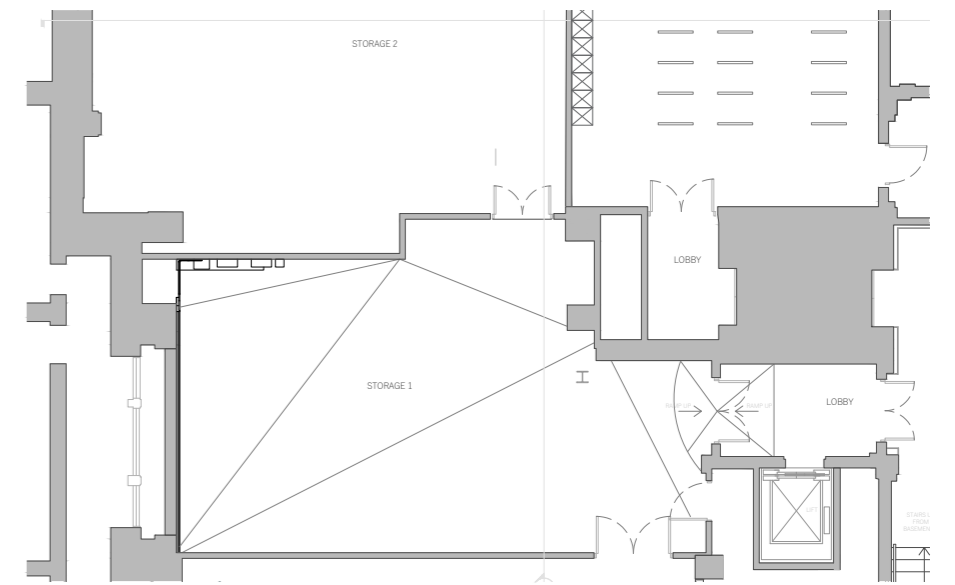 STORAGE 2
LOBBY
STORAGE 1
RAMP UP
RAMP UP
LOBBY
LIFT
STAIRS L
FROM
BASEMEN